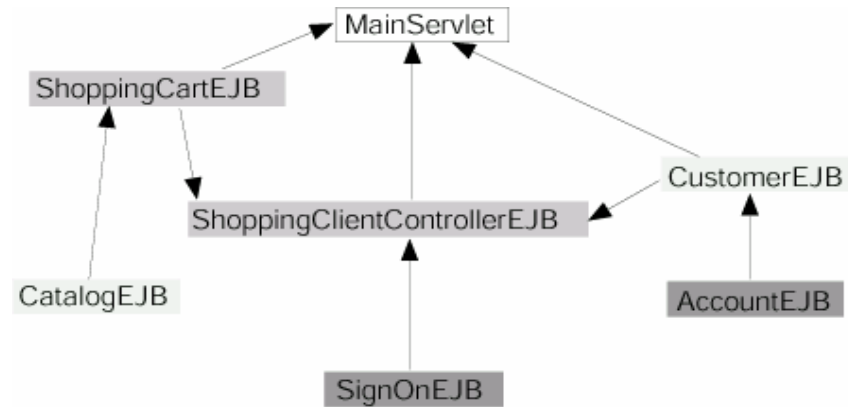 MainServlet
ShoppingCartEJB
CustomerEJB
ShoppingClientControllerEJB
CatalogEJB
AccountEJB
SignOnEJB